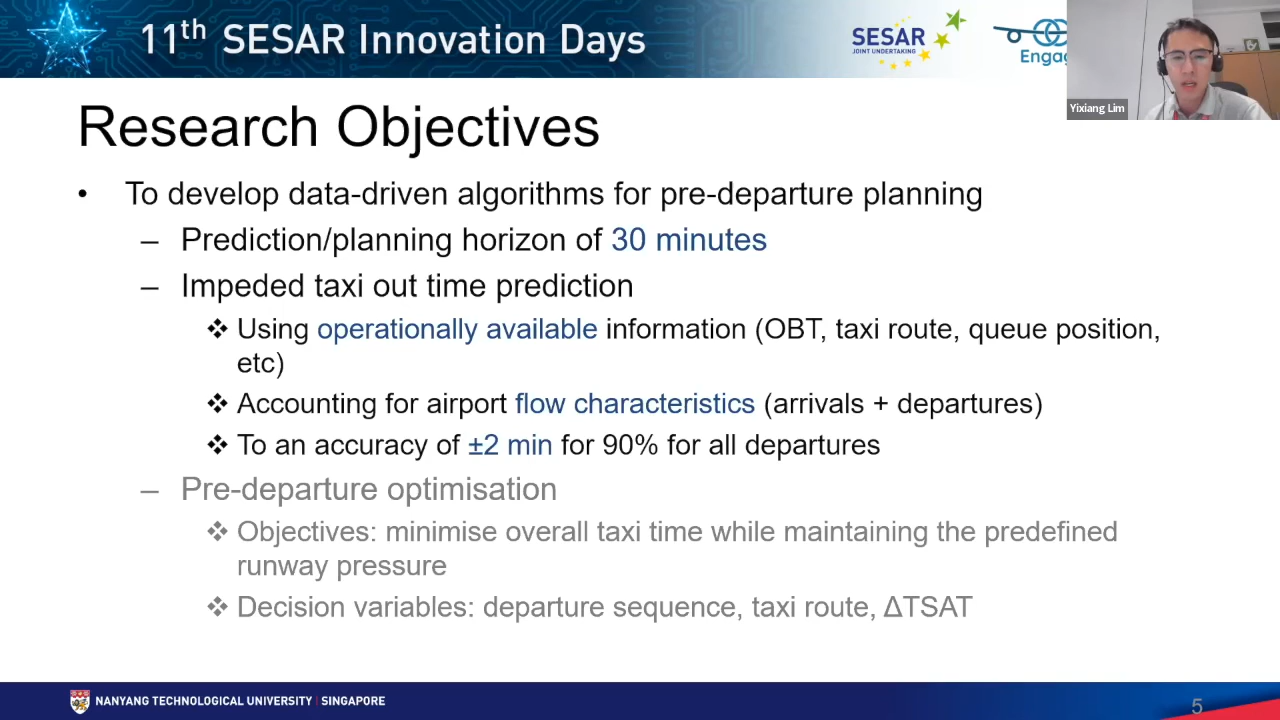 11th SESAR Innovation Days
SESAR
JOINT UNDERTAKING
Engag
Yixiang Lim
Research Objectives
• To develop data-driven algorithms for pre-departure planning
– Prediction/planning horizon of 30 minutes
– Impeded taxi out time prediction
❖ Using operationally available information (OBT, taxi route, queue position,
etc)
❖ Accounting for airport flow characteristics (arrivals + departures)
❖ To an accuracy of ±2 min for 90% for all departures
– Pre-departure optimisation
❖ Objectives: minimise overall taxi time while maintaining the predefined
runway pressure
❖ Decision variables: departure sequence, taxi route, ΔTSAT
NANYANG TECHNOLOGICAL UNIVERSITY | SINGAPORE
5